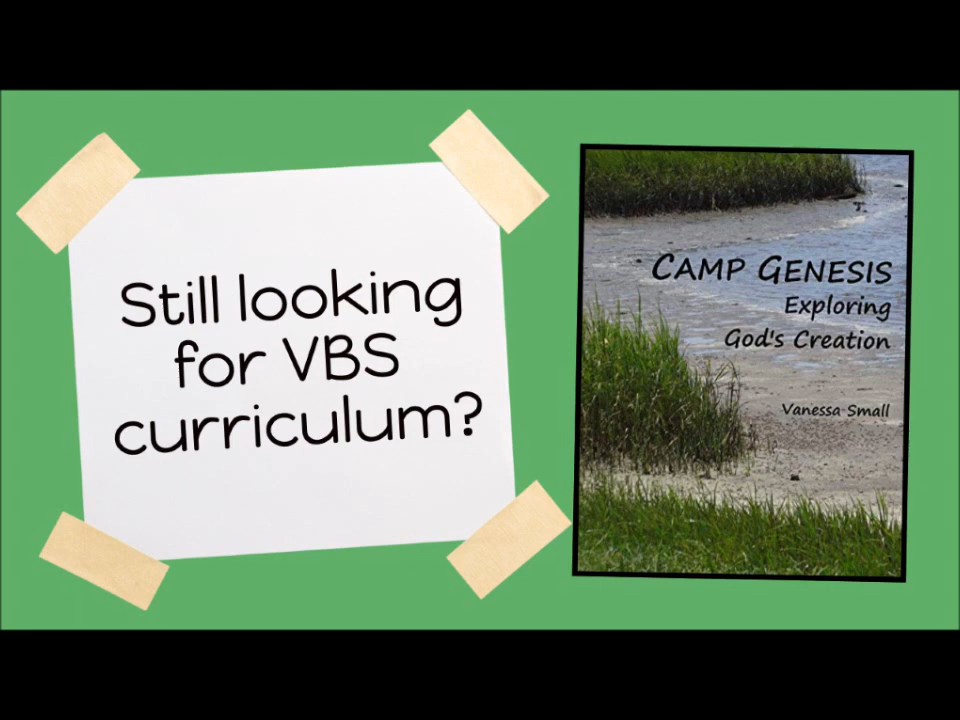 Still looking
for VBS
curriculum?
CAMP GENESIS
Exploring
God's Creation
Vanessa Small